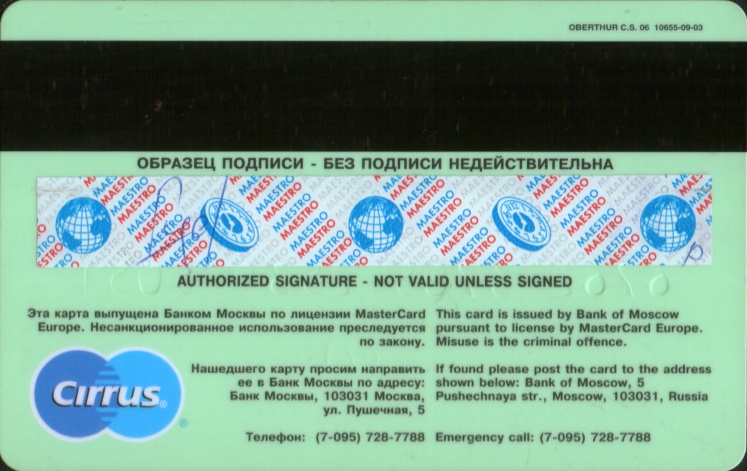 OBERTHUR C.S. 06 10655-09-03
ОБРАЗЕЦ ПОДПИСИ - БЕЗ ПОДПИСИ НЕДЕЙСТВИТЕЛЬНА
MAESTRO
AUTHORIZED SIGNATURE - NOT VALID UNLESS SIGNED
Эта карта выпущена Банком Москвы по лицензии MasterCard
Europe. Несанкционированное использование преследуется
по закону.
This card is issued by Bank of Moscow
pursuant to license by MasterCard Europe.
Misuse is the criminal offence.
Cirrus
Нашедшего карту просим направить
ее в Банк Москвы по адресу:
Банк Москвы, 103031 Москва,
ул. Пушечная, 5
If found please post the card to the address
shown below: Bank of Moscow, 5
Pushechnaya str., Moscow, 103031, Russia
Телефон: (7-095) 728-7788
Emergency call: (7-095) 728-7788